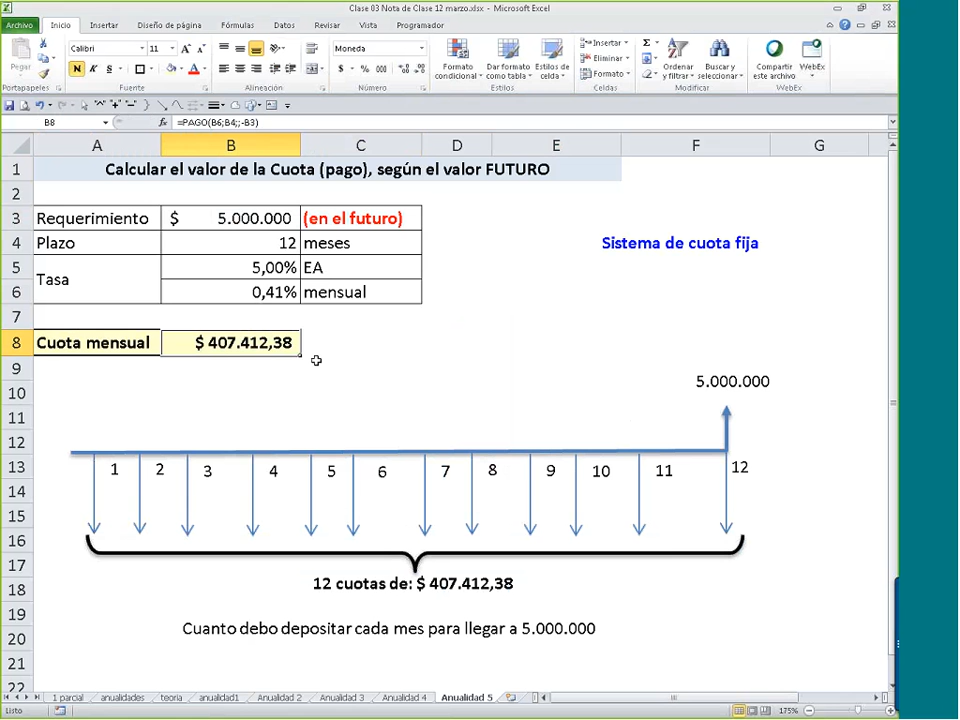 Clase 03 Nota de Clase 12 marzo.xlsx - Microsoft Excel
Archivo Inicio Insertar Diseño de página Fórmulas Datos Revisar Vista Programador
Pegar
Calibri 11
N K S
Moneda
$ % 000
Formato condicional
Dar formato como tabla
Estilos de celda
Insertar
Eliminar
Formato
Ordenar y filtrar
Buscar y seleccionar
Compartir este archivo
WebEx
Portapapeles Fuente Alineación Número Estilos Celdas Modificar WebEx
B8 fx =PAGO(B6;B4;;-B3)
A B C D E F G
1 Calcular el valor de la Cuota (pago), según el valor FUTURO
2
3 Requerimiento $ 5.000.000 (en el futuro)
4 Plazo 12 meses Sistema de cuota fija
5 Tasa 5,00% EA
6 0,41% mensual
7
8 Cuota mensual $ 407.412,38
9
10 5.000.000
11
12
13 1 2 3 4 5 6 7 8 9 10 11 12
14
15
16
17
18 12 cuotas de: $ 407.412,38
19
20 Cuanto debo depositar cada mes para llegar a 5.000.000
21
22
1 parcial anualidades teoria anualidad1 Anualidad 2 Anualidad 3 Anualidad 4 Anualidad 5
Listo 175%